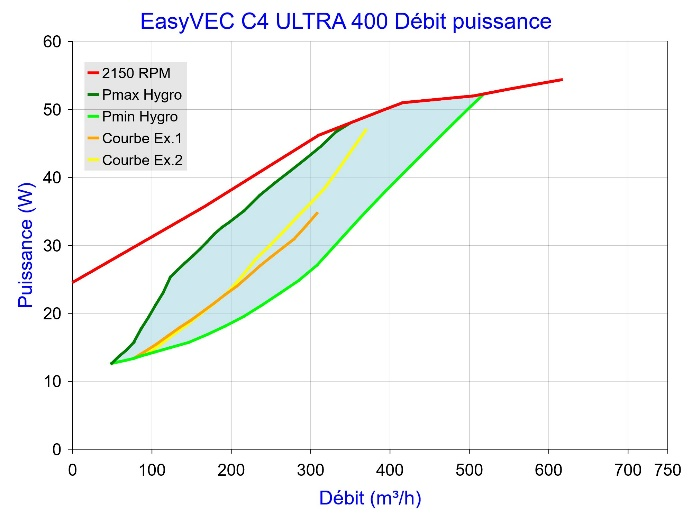 EasyVEC C4 ULTRA 400 Débit puissance
60
50
40
30
20
10
0
Puissance (W)
2150 RPM
Pmax Hygro
Pmin Hygro
Courbe Ex.1
Courbe Ex.2
0 100 200 300 400 500 600 700 750
Débit (m³/h)